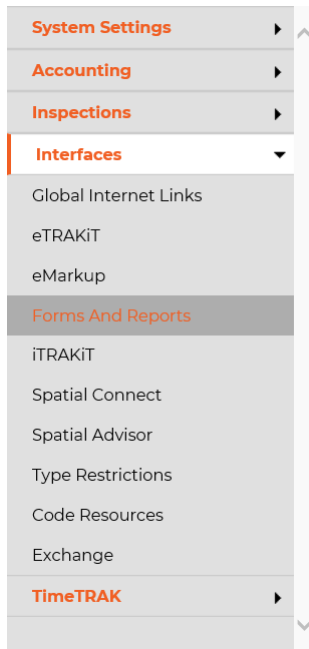 System Settings
Accounting
Inspections
Interfaces
Global Internet Links
eTRAKiT
eMarkup
Forms And Reports
iTRAKiT
Spatial Connect
Spatial Advisor
Type Restrictions
Code Resources
Exchange
TimeTRAK